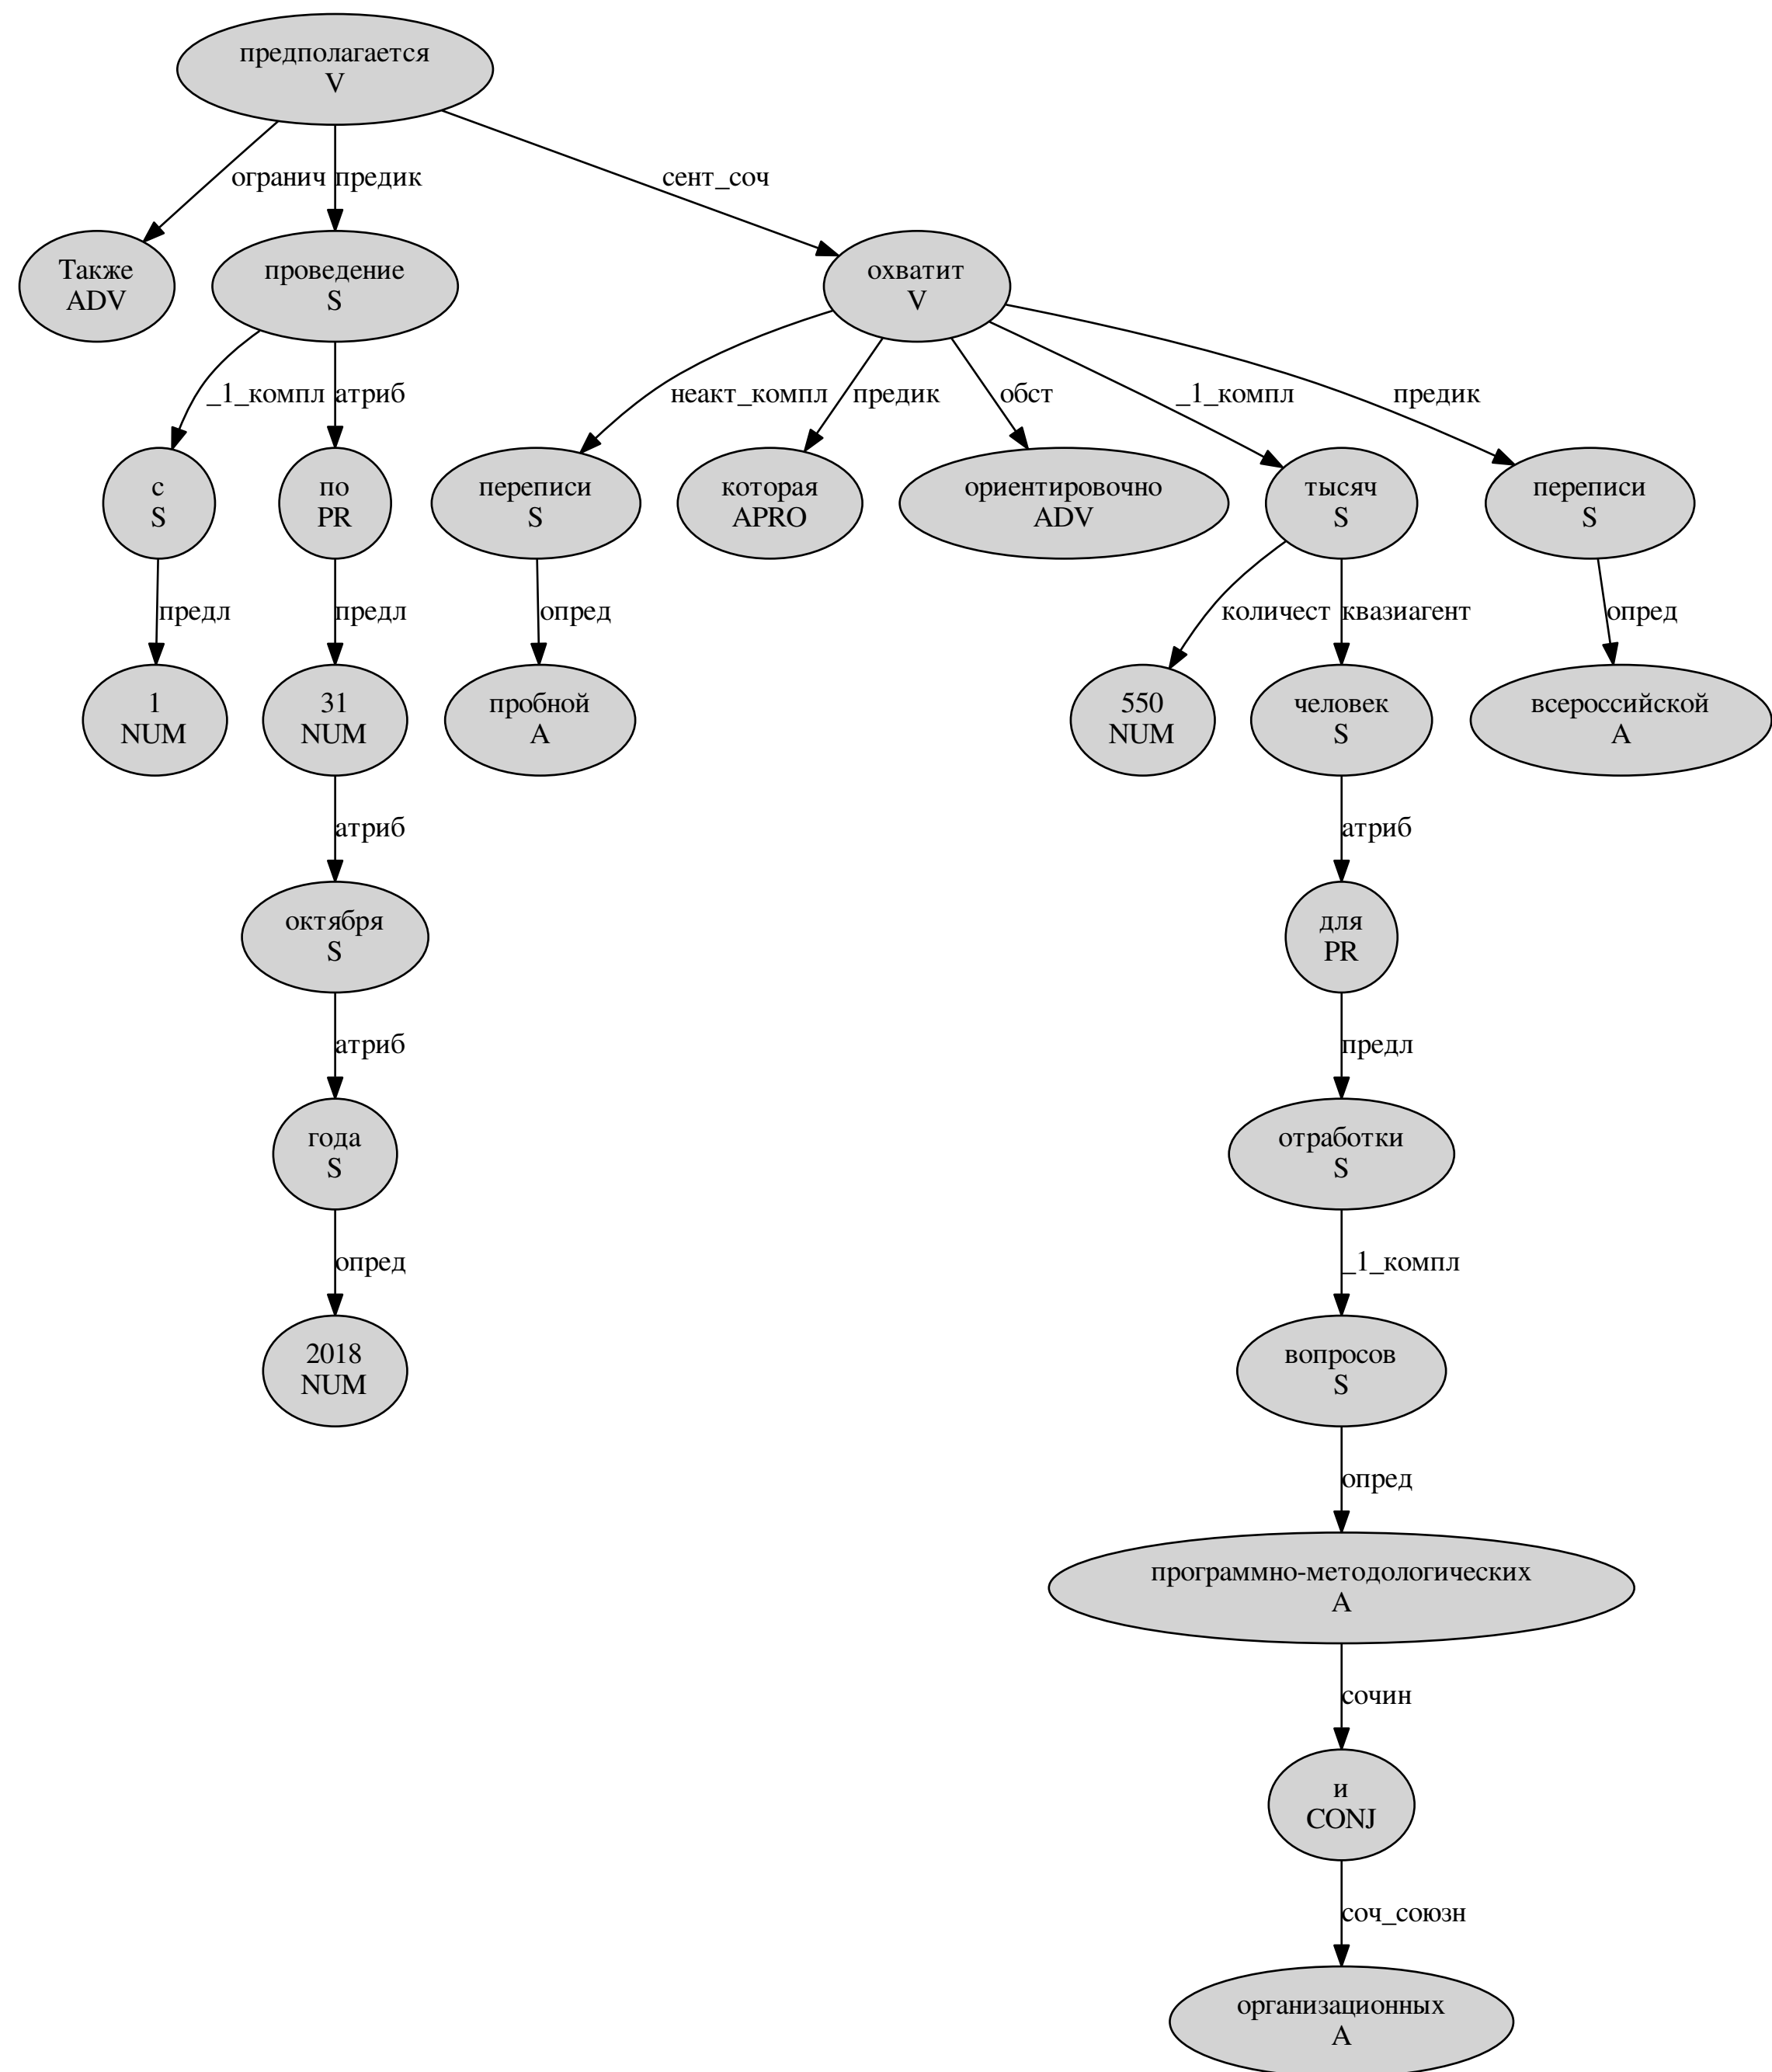 предполагается
V
огранич
предик
сент_соч
Также
ADV
проведение
S
охватит
V
_1_компл
атриб
неакт_компл
предик
обст
_1_компл
предик
с
S
по
PR
переписи
S
которая
APRO
ориентировочно
ADV
тысяч
S
переписи
S
предл
предл
опред
количест
квазиагент
опред
1
NUM
31
NUM
пробной
A
550
NUM
человек
S
всероссийской
A
атриб
атриб
октября
S
для
PR
атриб
предл
года
S
отработки
S
опред
_1_компл
2018
NUM
вопросов
S
опред
программно-методологических
A
сочин
и
CONJ
соч_союзн
организационных
A